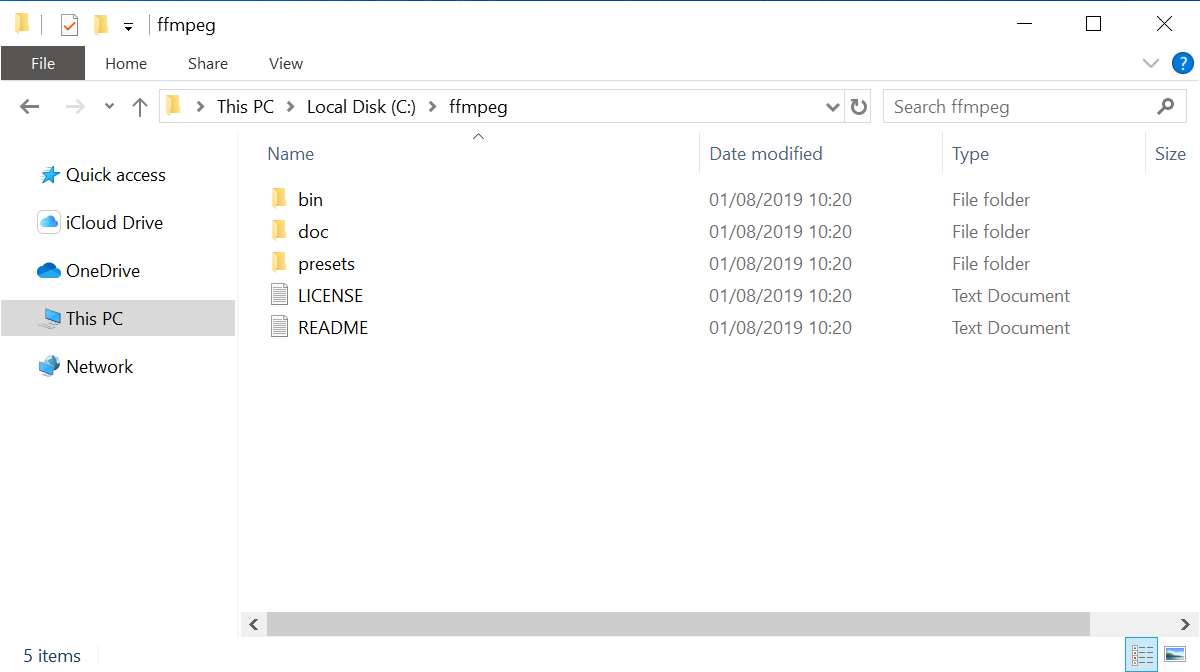 ffmpeg
File Home Share View ?
This PC Local Disk (C:) ffmpeg Search ffmpeg
Name Date modified Type Size
Quick access
iCloud Drive
OneDrive
This PC
Network
bin 01/08/2019 10:20 File folder
doc 01/08/2019 10:20 File folder
presets 01/08/2019 10:20 File folder
LICENSE 01/08/2019 10:20 Text Document
README 01/08/2019 10:20 Text Document
5 items